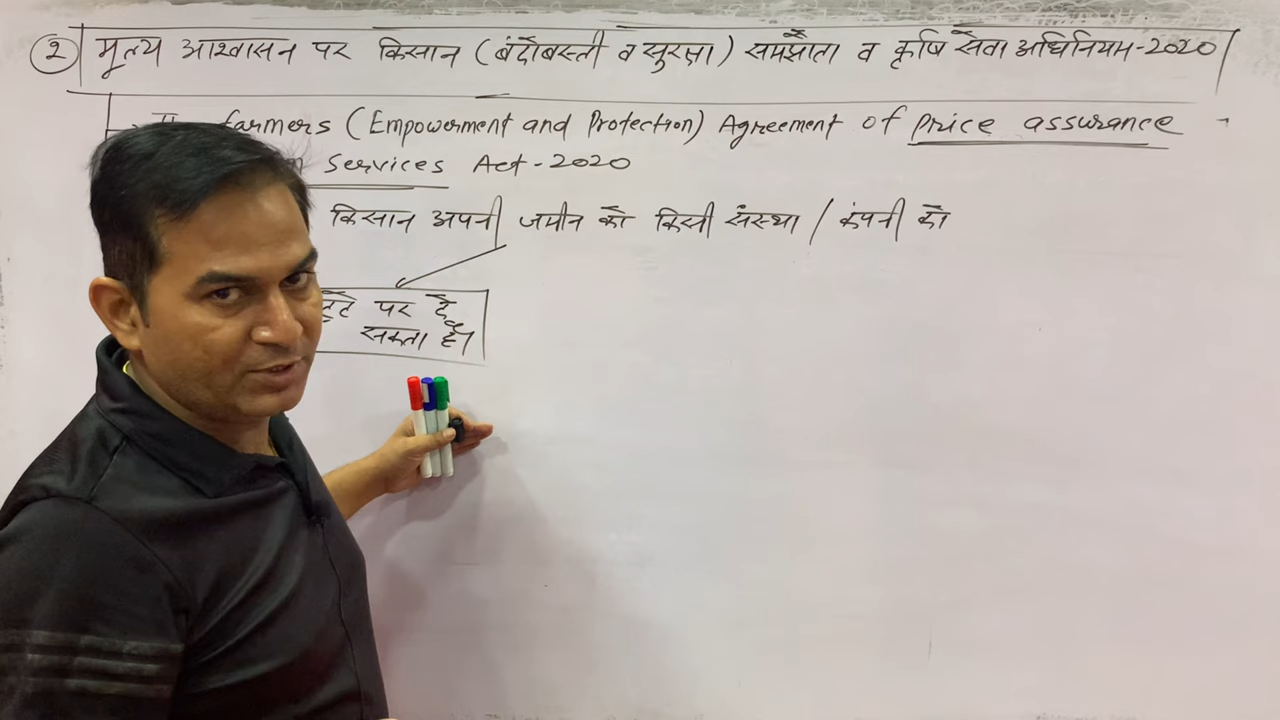 २ मूल्य आश्वासन पर किसान (बंदोबस्ती व सुरक्षा) समझौता व कृषि सेवा अधिनियम-2020
farmers (Empowerment and Protection) Agreement of price assurance
services Act-2020
किसान अपनी जमीन को किसी संस्था / कंपनी को
पर दे
सकता है।